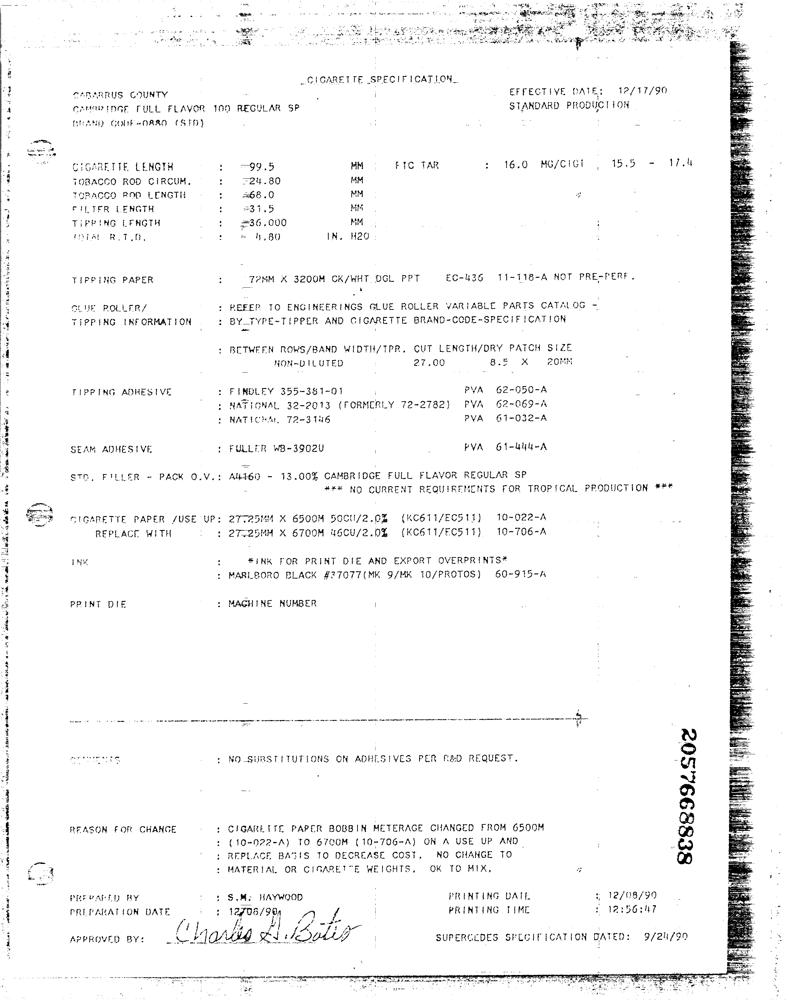 CIGARETTE SPECIFICATION
CABARRUS COUNTY EFFECTIVE DATE: 12/17/90
CAMBRIDGE FULL FLAVOR 100 REGULAR SP STANDARD PRODUCTION
BRAND CODE-0880 (STD)
CIGARETTE LENGTH : 99.5 MM FTC TAR : 16.0 MG/CIGT 15.5 - 17.4
TOBACCO ROD CIRCUM. : 24.80 MM
TOBACCO ROD LENGTH : 68.0 MM
FILTER LENGTH : 31.5 MM
TIPPING LENGTH : 36.000 MM
TOTAL R.T.D. : 4.80 IN. H2O
TIPPING PAPER : 72MM X 3200M CK/WHT DGL PPT EC-436 11-118-A NOT PRE-PERF.
GLUE ROLLER/ : REFER TO ENGINEERINGS GLUE ROLLER VARIABLE PARTS CATALOG -
TIPPING INFORMATION : BY TYPE-TIPPER AND CIGARETTE BRAND-CODE-SPECIFICATION
: BETWEEN ROWS/BAND WIDTH/TPR. CUT LENGTH/DRY PATCH SIZE
NON-DILUTED 27.00 8.5 X 20MM
TIPPING ADHESIVE : FINDLEY 355-381-01 PVA 62-050-A
: NATIONAL 32-2013 (FORMERLY 72-2782) PVA 62-069-A
: NATIONAL 72-3146 PVA 61-032-A
SEAM ADHESIVE : FULLER WB-3902U PVA 61-444-A
STD. FILLER - PACK O.V.: A4160 - 13.00% CAMBRIDGE FULL FLAVOR REGULAR SP
*** NO CURRENT REQUIREMENTS FOR TROPICAL PRODUCTION ***
CIGARETTE PAPER /USE UP: 27.25MM X 6500M 50CU/2.0% (KC611/EC511) 10-022-A
REPLACE WITH : 27.25MM X 6700M 46CU/2.0% (KC611/EC511) 10-706-A
INK : *INK FOR PRINT DIE AND EXPORT OVERPRINTS*
: MARLBORO BLACK #37077(MK 9/MK 10/PROTOS) 60-915-A
PRINT DIE : MACHINE NUMBER
COMMENTS : NO SUBSTITUTIONS ON ADHESIVES PER R&D REQUEST.
REASON FOR CHANGE : CIGARETTE PAPER BOBBIN METERAGE CHANGED FROM 6500M
: (10-022-A) TO 6700M (10-706-A) ON A USE UP AND
: REPLACE BASIS TO DECREASE COST. NO CHANGE TO
: MATERIAL OR CIGARETTE WEIGHTS. OK TO MIX.
PREPARED BY : S.M. HAYWOOD PRINTING DATE : 12/08/90
PREPARATION DATE : 12/06/90 PRINTING TIME : 12:56:47
APPROVED BY: Charles G. Bates SUPERCEDES SPECIFICATION DATED: 9/24/90
2057668838